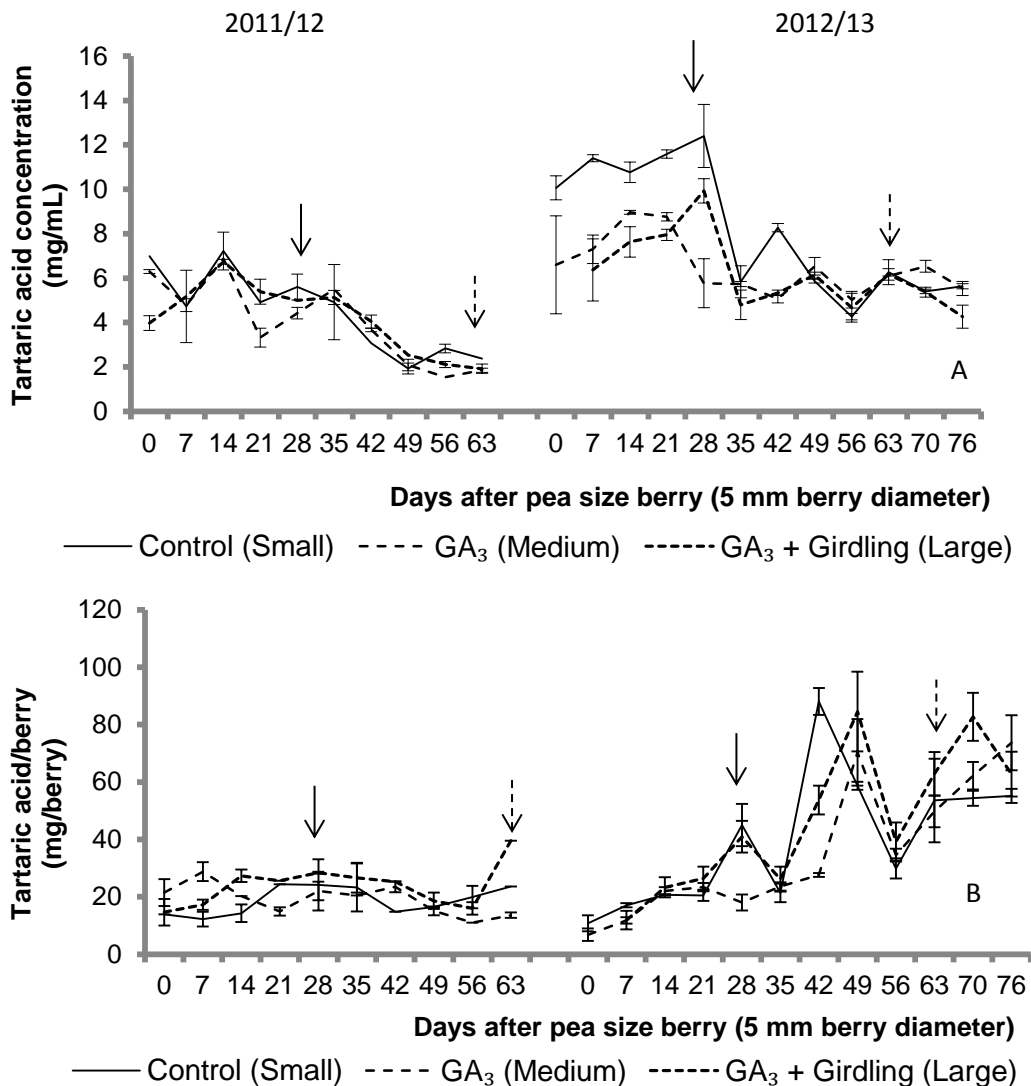 2011/12 2012/13
16
14
12
10
8
6
4
2
0
Tartaric acid concentration
(mg/mL)
A
0 7 14 21 28 35 42 49 56 63 0 7 14 21 28 35 42 49 56 63 70 76
Days after pea size berry (5 mm berry diameter)
Control (Small) GA₃ (Medium) GA₃ + Girdling (Large)
120
100
80
60
40
20
0
Tartaric acid/berry
(mg/berry)
B
0 7 14 21 28 35 42 49 56 63 0 7 14 21 28 35 42 49 56 63 70 76
Days after pea size berry (5 mm berry diameter)
Control (Small) GA₃ (Medium) GA₃ + Girdling (Large)